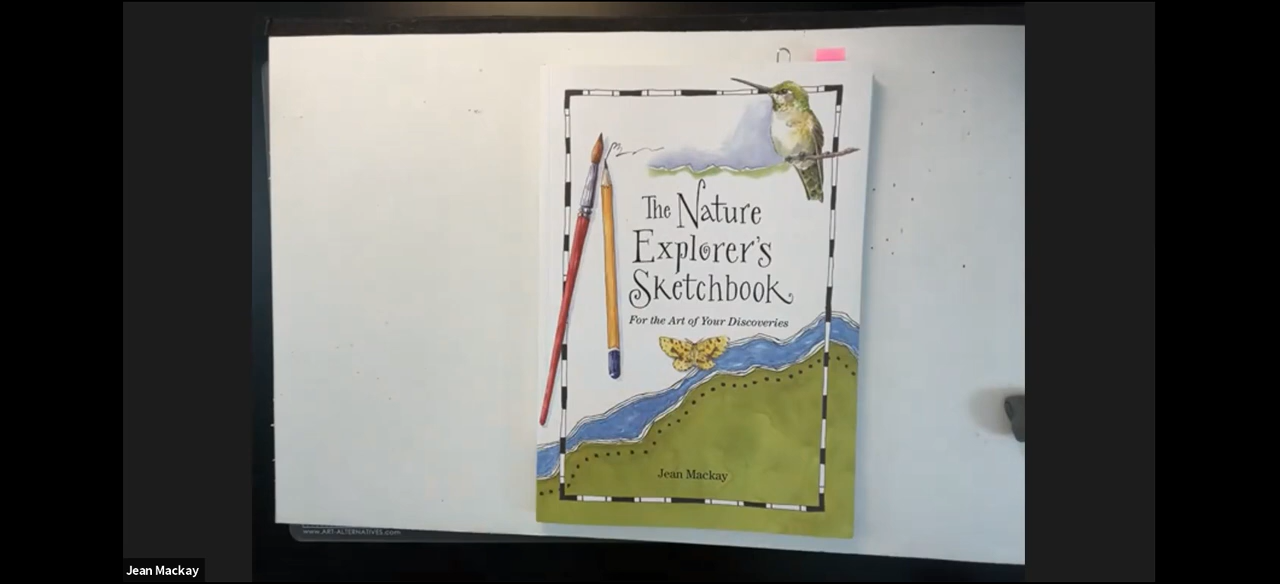 The Nature
Explorer's
Sketchbook
For the Art of Your Discoveries
Jean Mackay
www.ART-ALTERNATIVES.com
Jean Mackay